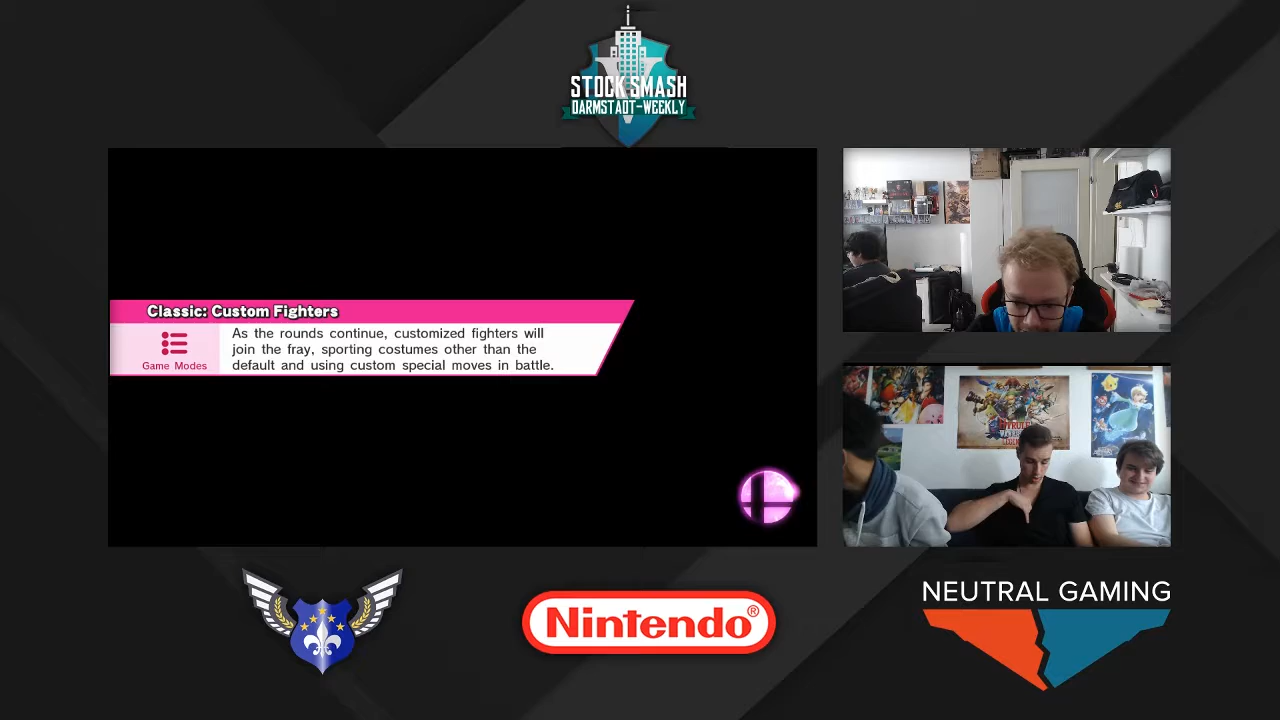 STOCK SMASH
DARMSTADT-WEEKLY
Classic: Custom Fighters
Game Modes
As the rounds continue, customized fighters will
join the fray, sporting costumes other than the
default and using custom special moves in battle.
Nintendo®
NEUTRAL GAMING